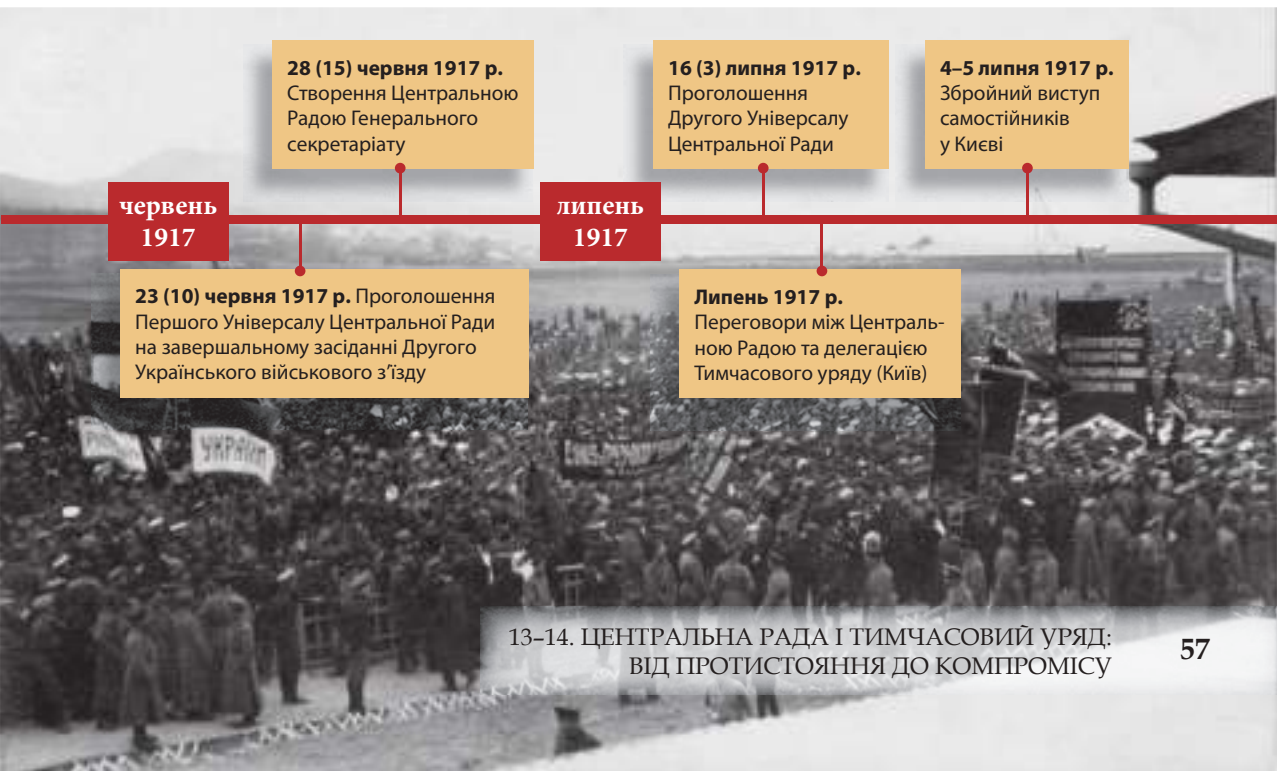 28 (15) червня 1917 р.
Створення Центральною
Радою Генерального
секретаріату
16 (3) липня 1917 р.
Проголошення
Другого Універсалу
Центральної Ради
4–5 липня 1917 р.
Збройний виступ
самостійників
у Києві
червень
1917
липень
1917
23 (10) червня 1917 р. Проголошення
Першого Універсалу Центральної Ради
на завершальному засіданні Другого
Українського військового з’їзду
Липень 1917 р.
Переговори між Централь-
ною Радою та делегацією
Тимчасового уряду (Київ)
13–14. ЦЕНТРАЛЬНА РАДА І ТИМЧАСОВИЙ УРЯД:
ВІД ПРОТИСТОЯННЯ ДО КОМПРОМІСУ
57